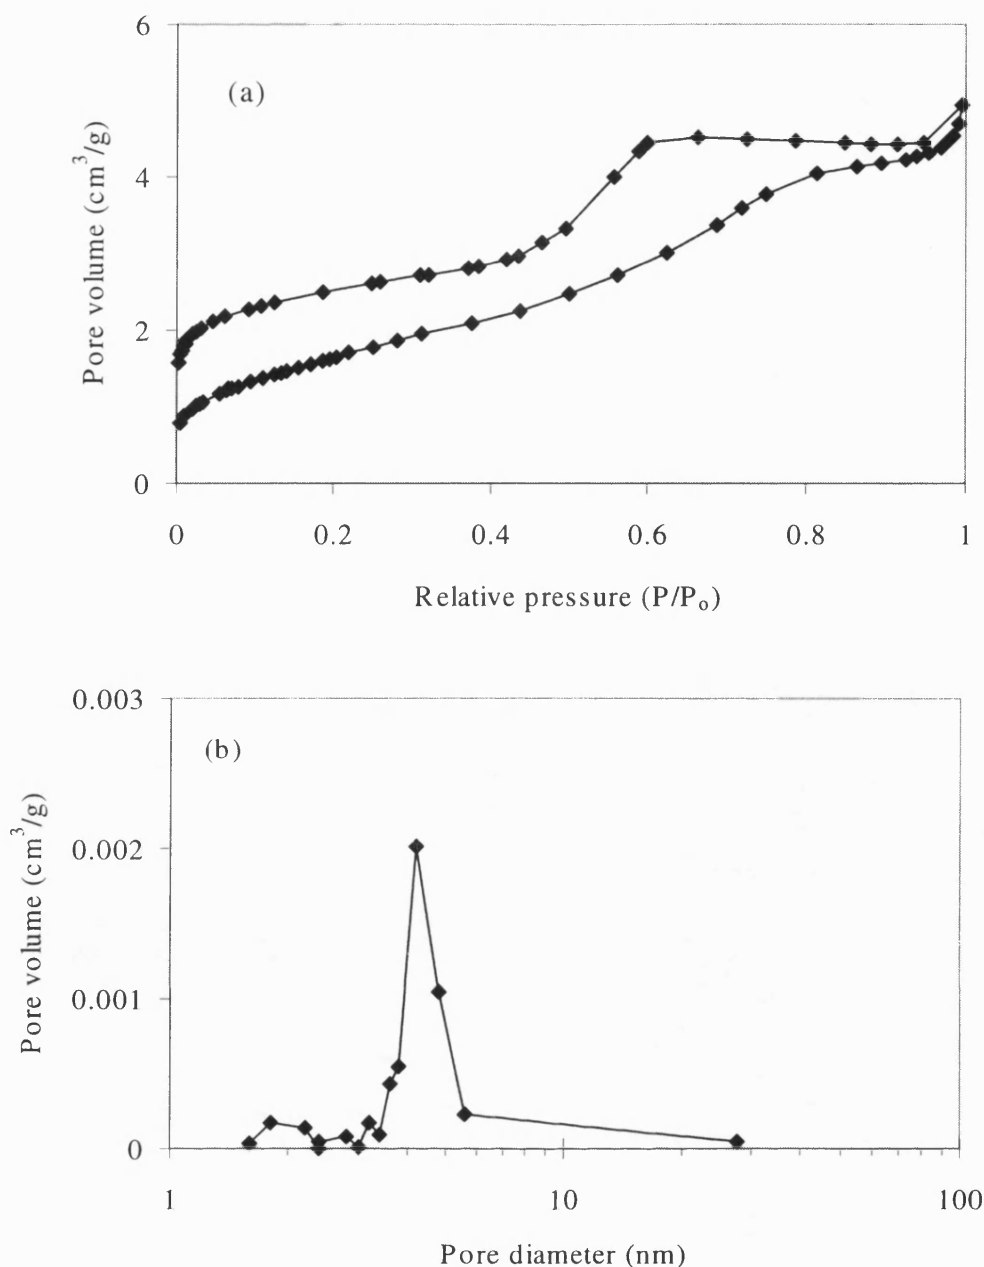 6
(a)
4
2
0
Pore volume (cm³/g)
0 0.2 0.4 0.6 0.8 1
Relative pressure (P/Pₒ)
0.003
(b)
0.002
0.001
0
Pore volume (cm³/g)
1 10 100
Pore diameter (nm)